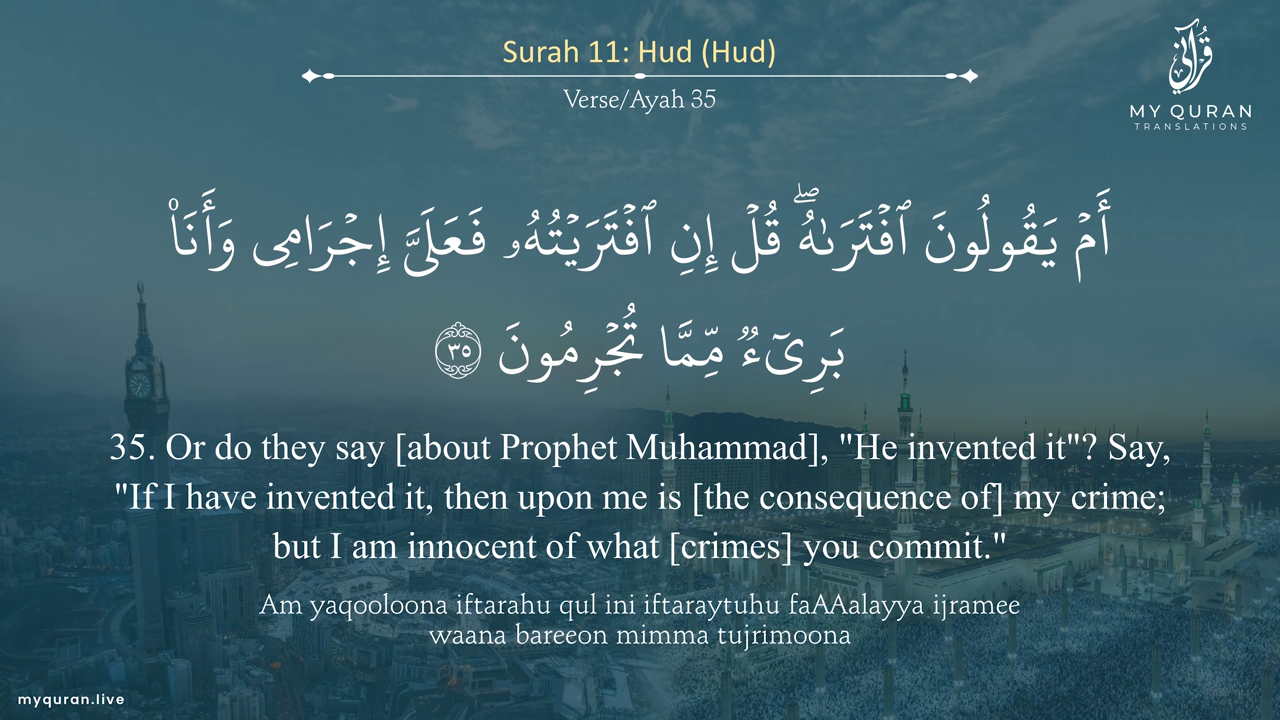 Surah 11: Hud (Hud)
Verse/Ayah 35
قرآني
MY QURAN
TRANSLATIONS
أَمْ يَقُولُونَ ٱفْتَرَىٰهُ ۖ قُلْ إِنِ ٱفْتَرَيْتُهُۥ فَعَلَىَّ إِجْرَامِى وَأَنَا۠
بَرِىٓءٌ مِّمَّا تُجْرِمُونَ ٣٥
35. Or do they say [about Prophet Muhammad], "He invented it"? Say,
"If I have invented it, then upon me is [the consequence of] my crime;
but I am innocent of what [crimes] you commit."
Am yaqooloona iftarahu qul ini iftaraytuhu faAAalayya ijramee
waana bareeon mimma tujrimoona
myquran.live